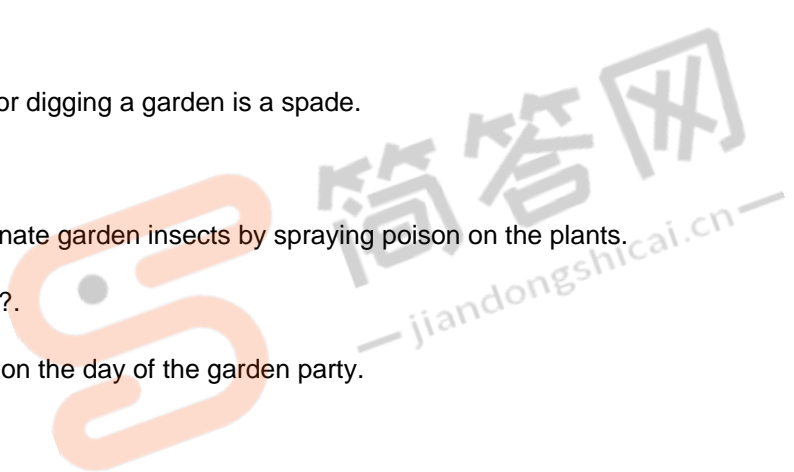 or digging a garden is a spade.
nate garden insects by spraying poison on the plants.
?.
on the day of the garden party.
简答网
jiandongshicai.cn